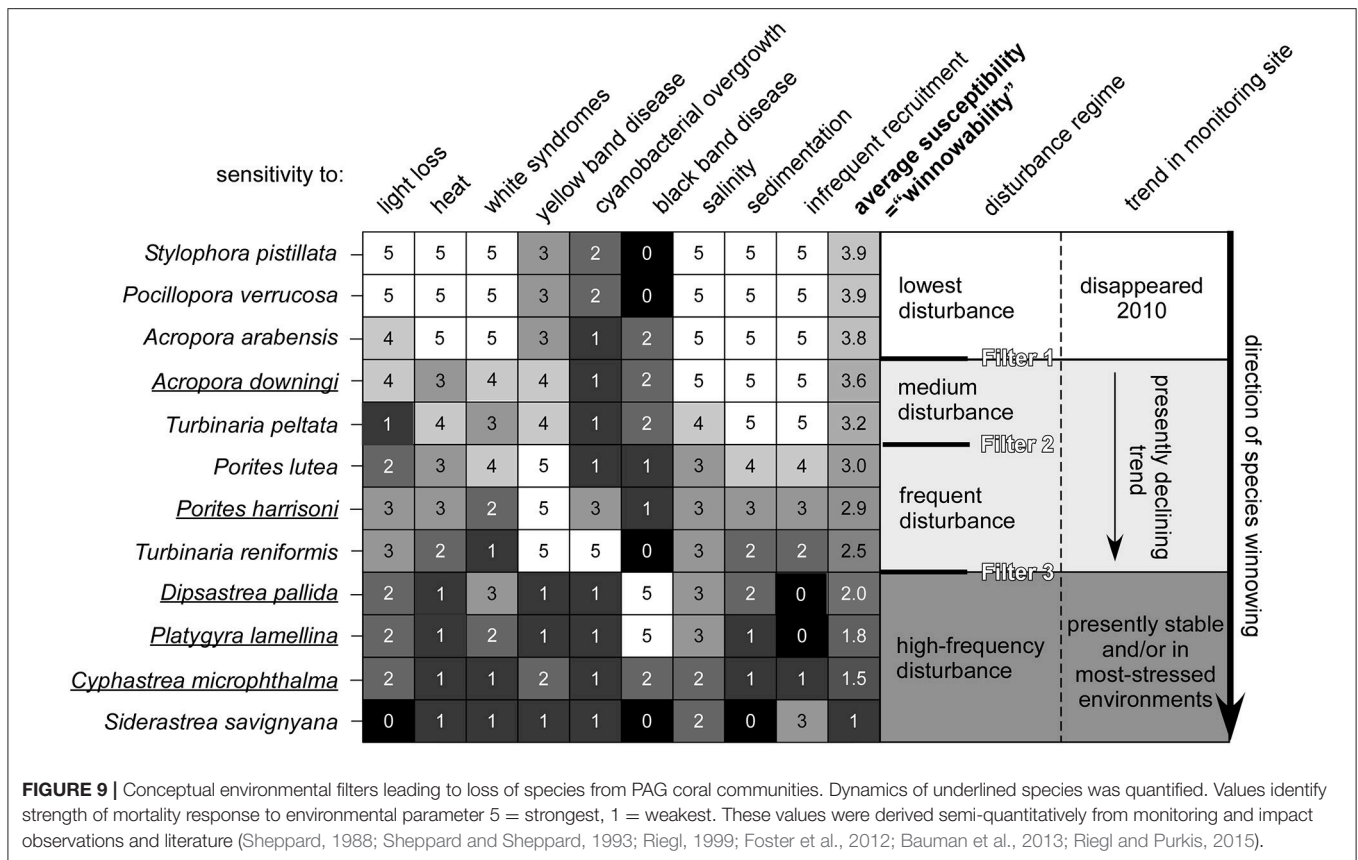 sensitivity to:
light loss
heat
white syndromes
yellow band disease
cyanobacterial overgrowth
black band disease
salinity
sedimentation
infrequent recruitment
average susceptibility
="winnowability"
disturbance regime
trend in monitoring site
Stylophora pistillata 5 5 5 3 2 0 5 5 5 3.9
Pocillopora verrucosa 5 5 5 3 2 0 5 5 5 3.9
Acropora arabensis 4 5 5 3 1 2 5 5 5 3.8
Acropora downingi 4 3 4 4 1 2 5 5 5 3.6
Turbinaria peltata 1 4 3 4 1 2 4 5 5 3.2
Porites lutea 2 3 4 5 1 1 3 4 4 3.0
Porites harrisoni 3 3 2 5 3 1 3 3 3 2.9
Turbinaria reniformis 3 2 1 5 5 0 3 2 2 2.5
Dipsastrea pallida 2 1 3 1 1 5 3 2 0 2.0
Platygyra lamellina 2 1 2 1 1 5 3 1 0 1.8
Cyphastrea microphthalma 2 1 1 2 1 2 2 1 1 1.5
Siderastrea savignyana 0 1 1 1 1 0 2 0 3 1
lowest
disturbance
Filter 1
medium
disturbance
Filter 2
frequent
disturbance
Filter 3
high-frequency
disturbance
disappeared
2010
presently declining
trend
presently stable
and/or in
most-stressed
environments
direction of species winnowing
FIGURE 9 | Conceptual environmental filters leading to loss of species from PAG coral communities. Dynamics of underlined species was quantified. Values identify
strength of mortality response to environmental parameter 5 = strongest, 1 = weakest. These values were derived semi-quantitatively from monitoring and impact
observations and literature (Sheppard, 1988; Sheppard and Sheppard, 1993; Riegl, 1999; Foster et al., 2012; Bauman et al., 2013; Riegl and Purkis, 2015).